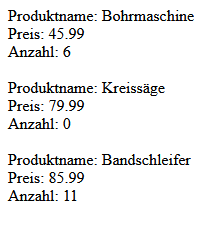 Produktname: Bohrmaschine
Preis: 45.99
Anzahl: 6
Produktname: Kreissäge
Preis: 79.99
Anzahl: 0
Produktname: Bandschleifer
Preis: 85.99
Anzahl: 11